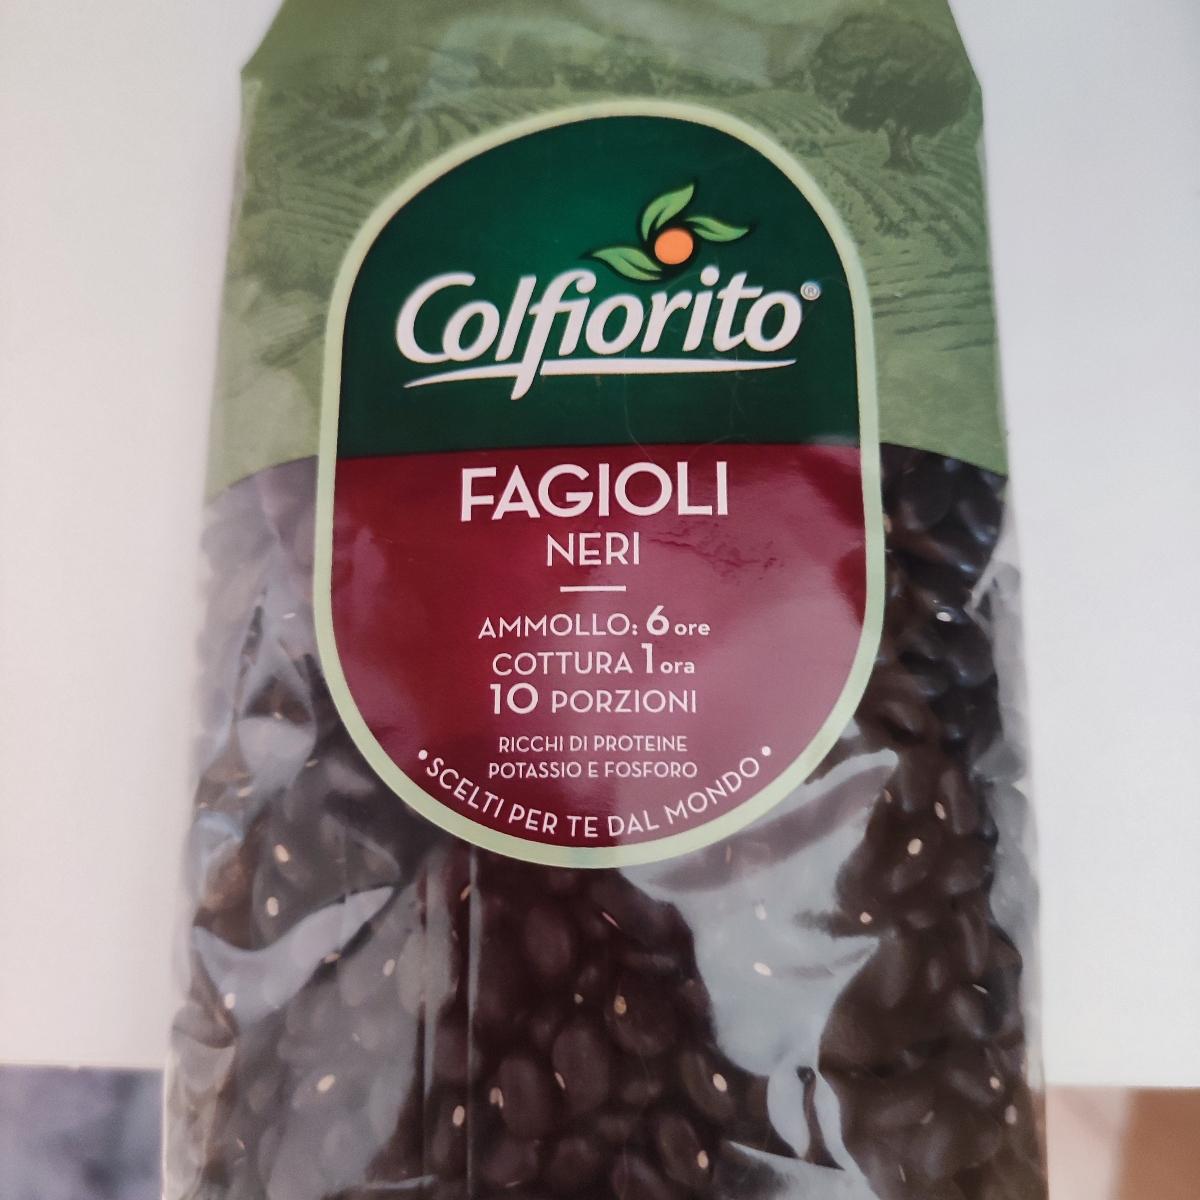 Colfiorito®
FAGIOLI
NERI
AMMOLLO: 6 ore
COTTURA 1 ora
10 PORZIONI
RICCHI DI PROTEINE
POTASSIO E FOSFORO
•SCELTI PER TE DAL MONDO•